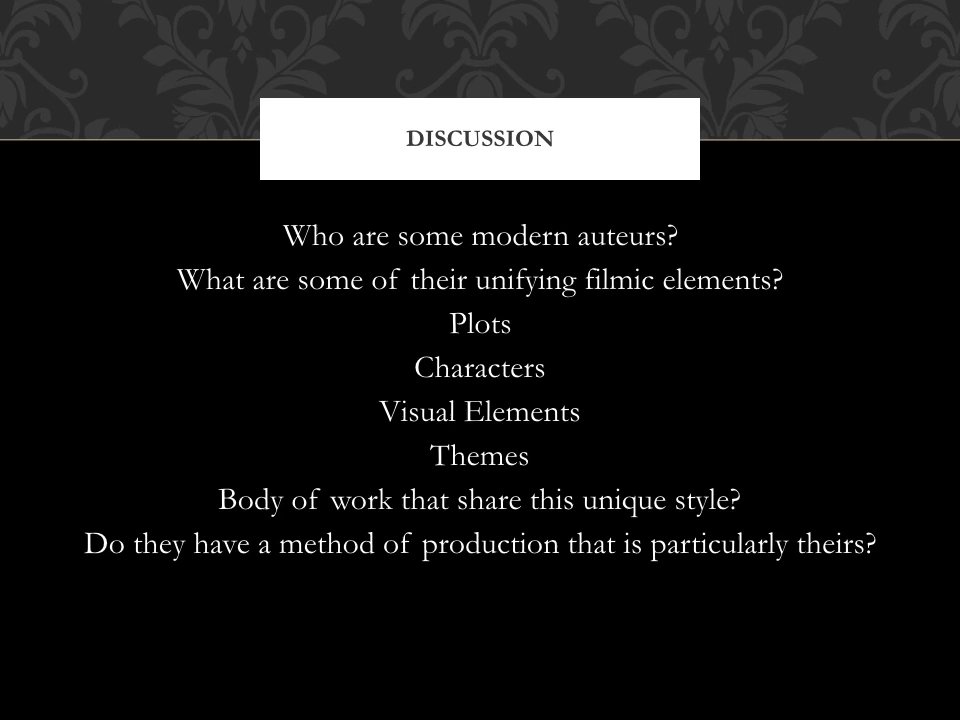 DISCUSSION
Who are some modern auteurs?
What are some of their unifying filmic elements?
Plots
Characters
Visual Elements
Themes
Body of work that share this unique style?
Do they have a method of production that is particularly theirs?